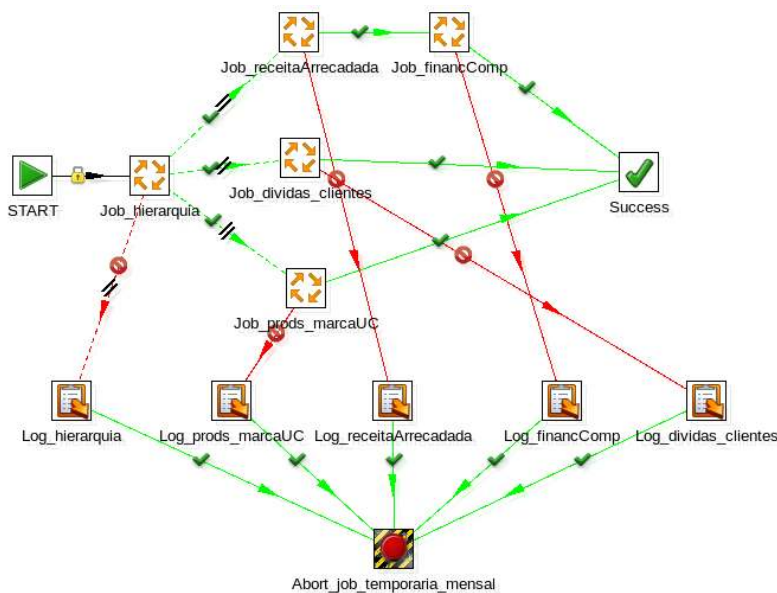 Job_receitaArrecadada
Job_financComp
START
Job_hierarquia
Job_dividas_clientes
Success
Job_prods_marcaUC
Log_hierarquia
Log_prods_marcaUC
Log_receitaArrecadada
Log_financComp
Log_dividas_clientes
Abort_job_temporaria_mensal